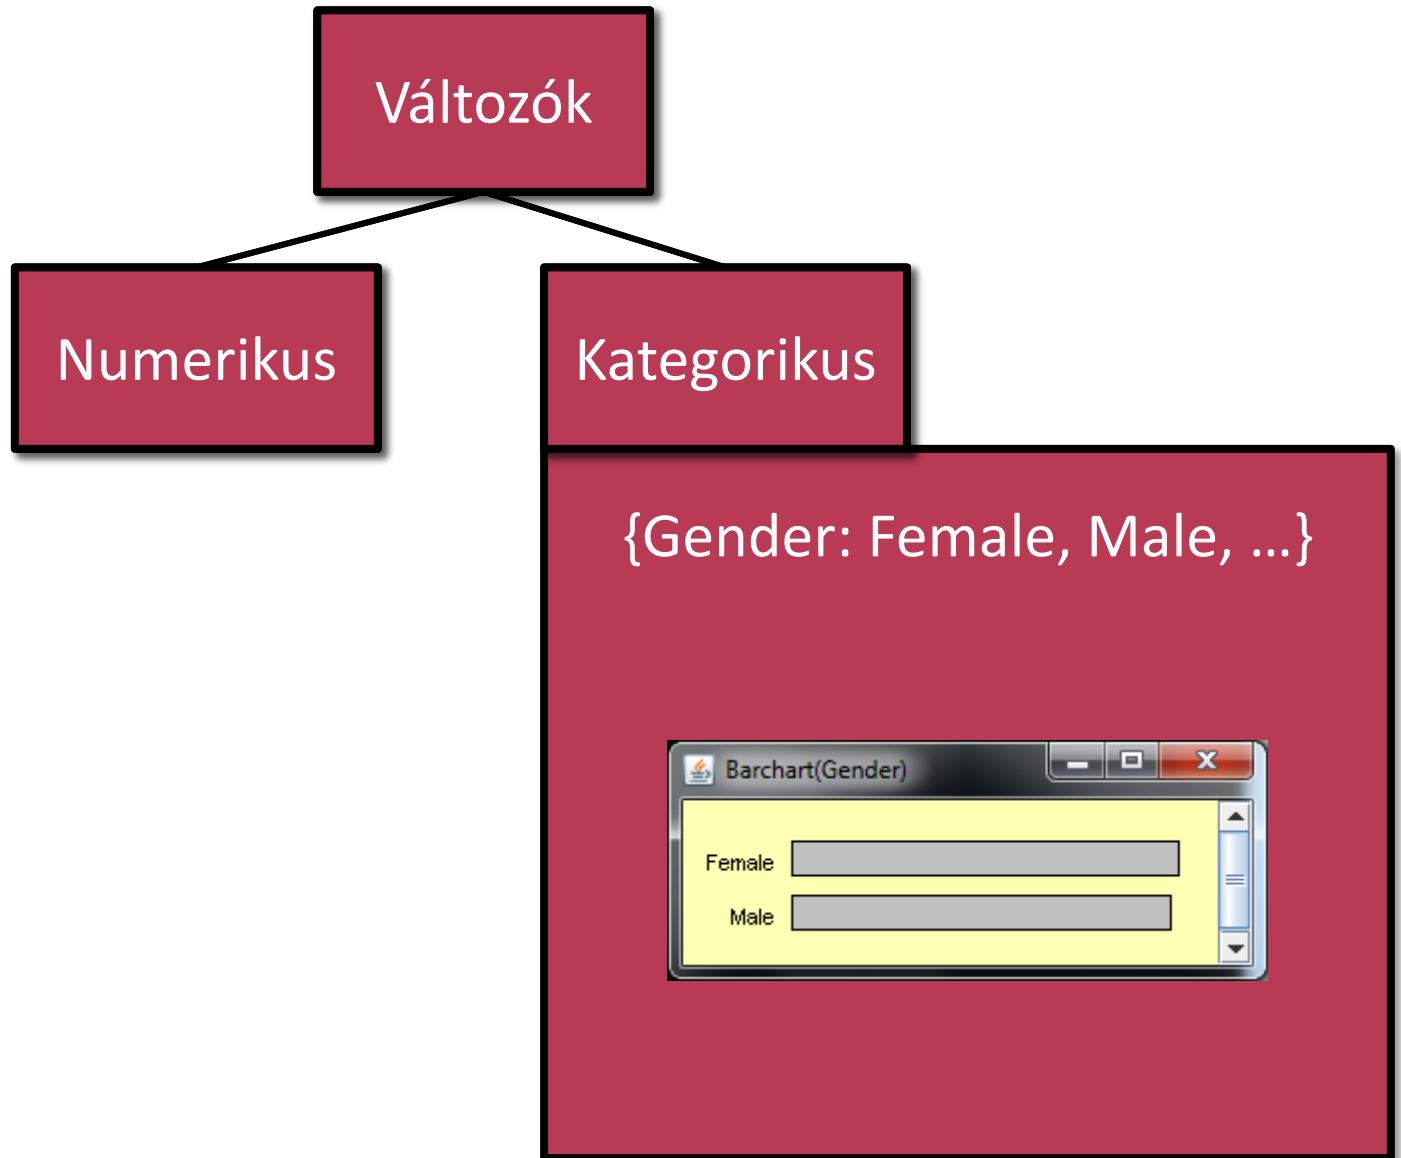 Változók
Numerikus
Kategorikus
{Gender: Female, Male, …}
Barchart(Gender)
Female
Male